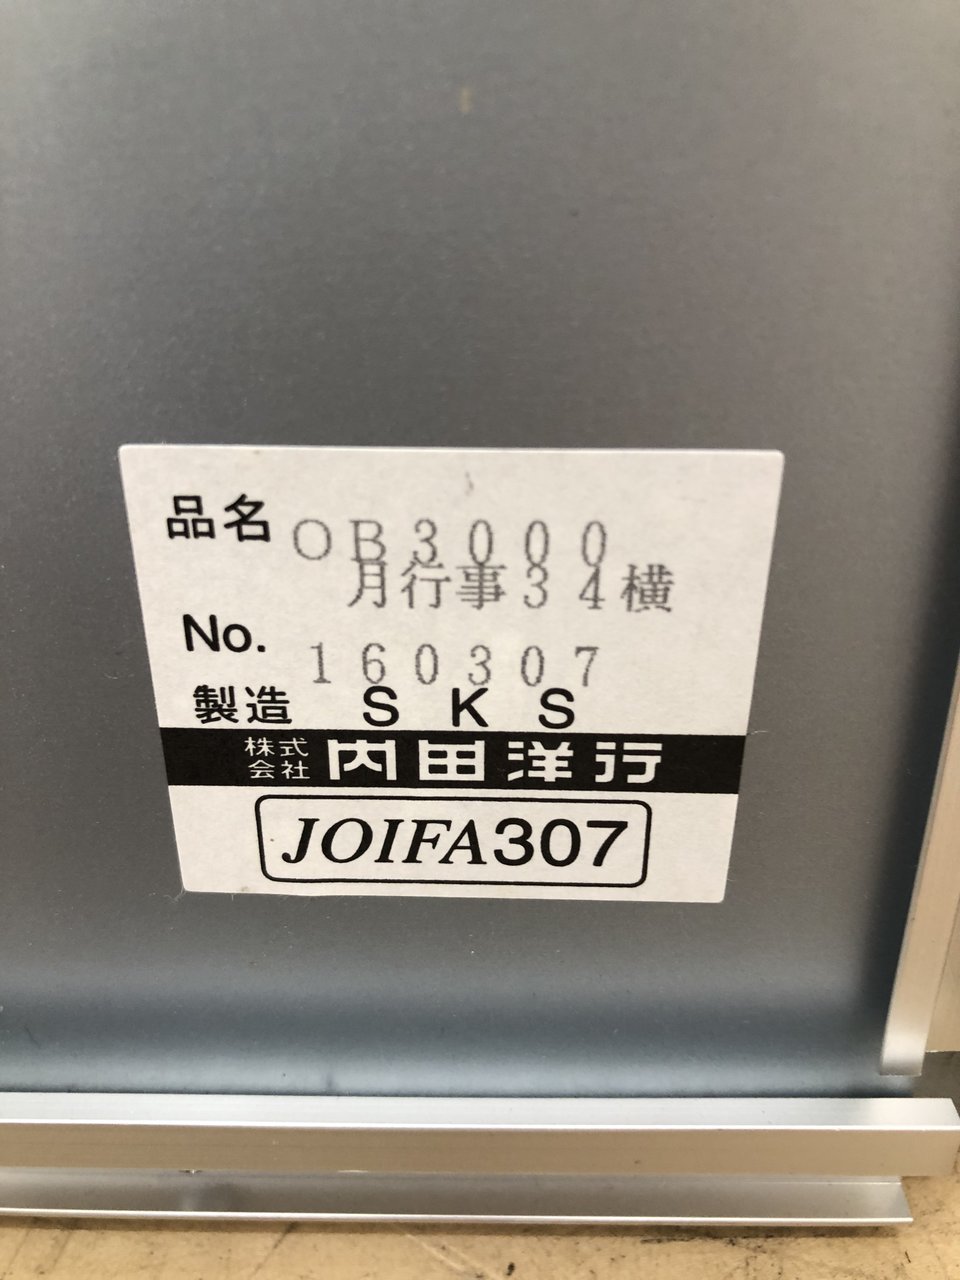 品名 OB3000
月行事34横
No. 160307
製造 SKS
株式会社 内田洋行
JOIFA307